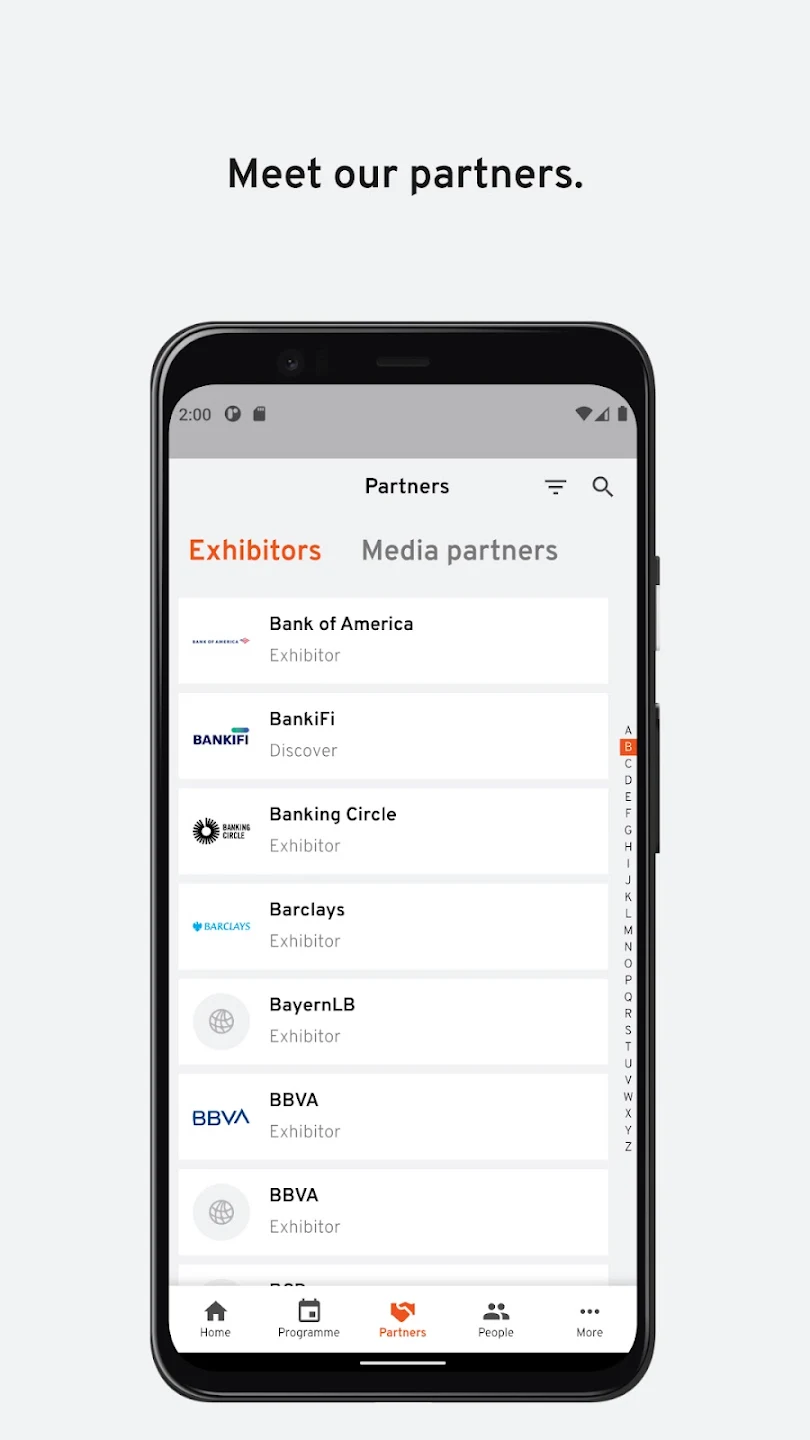 Meet our partners.
2:00
Partners
Exhibitors
Media partners
BANK OF AMERICA
Bank of America
Exhibitor
BANKIFI
BankiFi
Discover
BANKING
CIRCLE
Banking Circle
Exhibitor
BARCLAYS
Barclays
Exhibitor
BayernLB
Exhibitor
BBVA
BBVA
Exhibitor
BBVA
Exhibitor
A
B
C
D
E
F
G
H
I
J
K
L
M
N
O
P
Q
R
S
T
U
V
W
X
Y
Z
Home
Programme
Partners
People
More